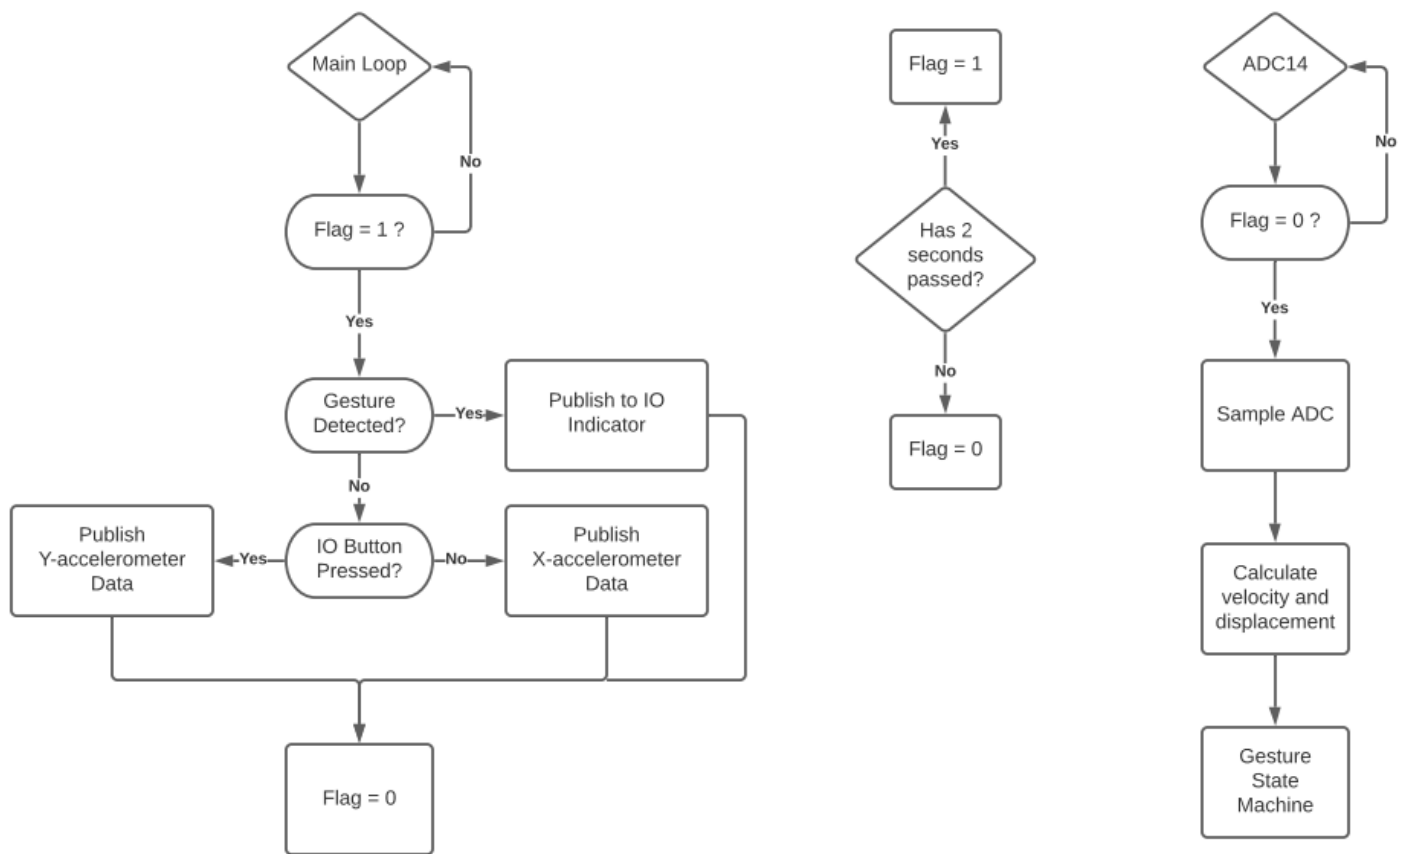 Main Loop
No
Flag = 1 ?
Yes
Gesture
Detected?
Yes
Publish to IO
Indicator
No
IO Button
Pressed?
Yes
Publish
Y-accelerometer
Data
No
Publish
X-accelerometer
Data
Flag = 0
Flag = 1
Yes
Has 2
seconds
passed?
No
Flag = 0
ADC14
No
Flag = 0 ?
Yes
Sample ADC
Calculate
velocity and
displacement
Gesture
State
Machine